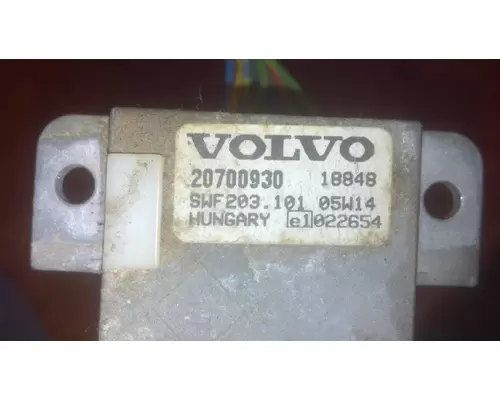 VOLVO
20700930 18848
SWF203.101 05W14
HUNGARY e1 022654